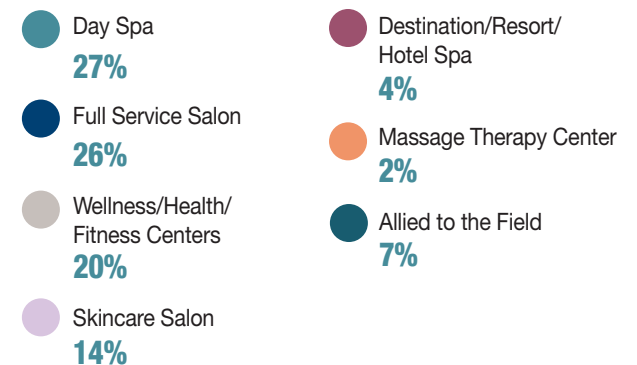 Day Spa
27%
Full Service Salon
26%
Wellness/Health/
Fitness Centers
20%
Skincare Salon
14%
Destination/Resort/
Hotel Spa
4%
Massage Therapy Center
2%
Allied to the Field
7%